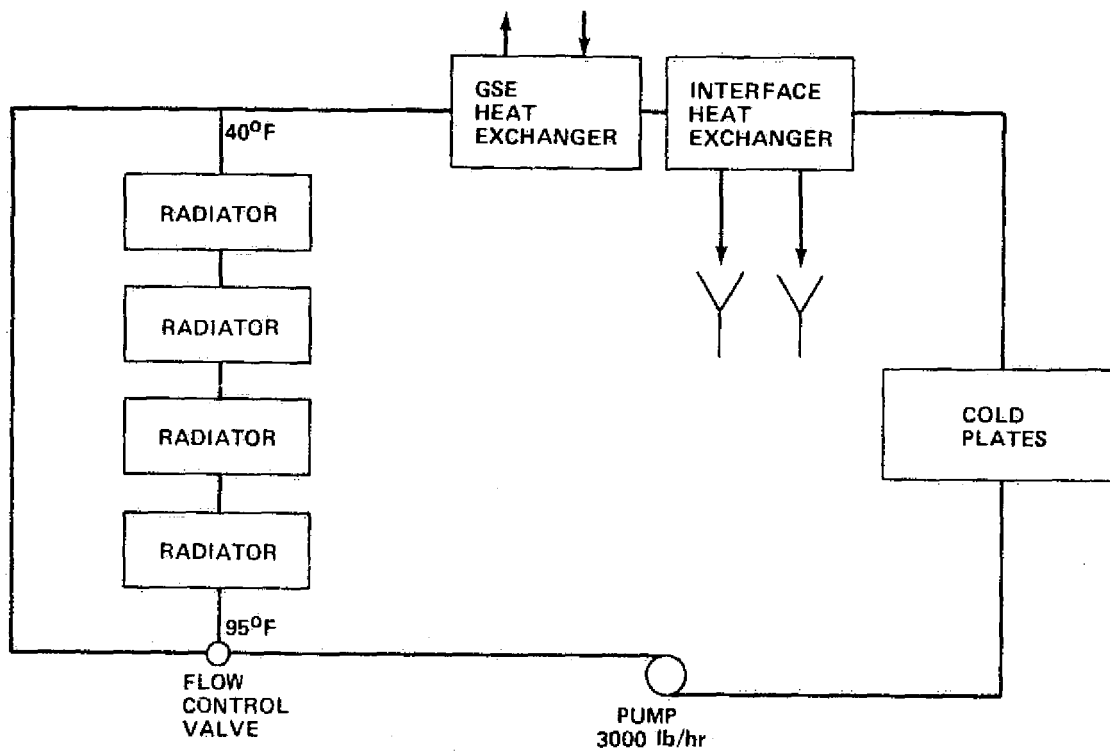 GSE
HEAT
EXCHANGER
INTERFACE
HEAT
EXCHANGER
40°F
RADIATOR
RADIATOR
RADIATOR
RADIATOR
95°F
FLOW
CONTROL
VALVE
COLD
PLATES
PUMP
3000 lb/hr